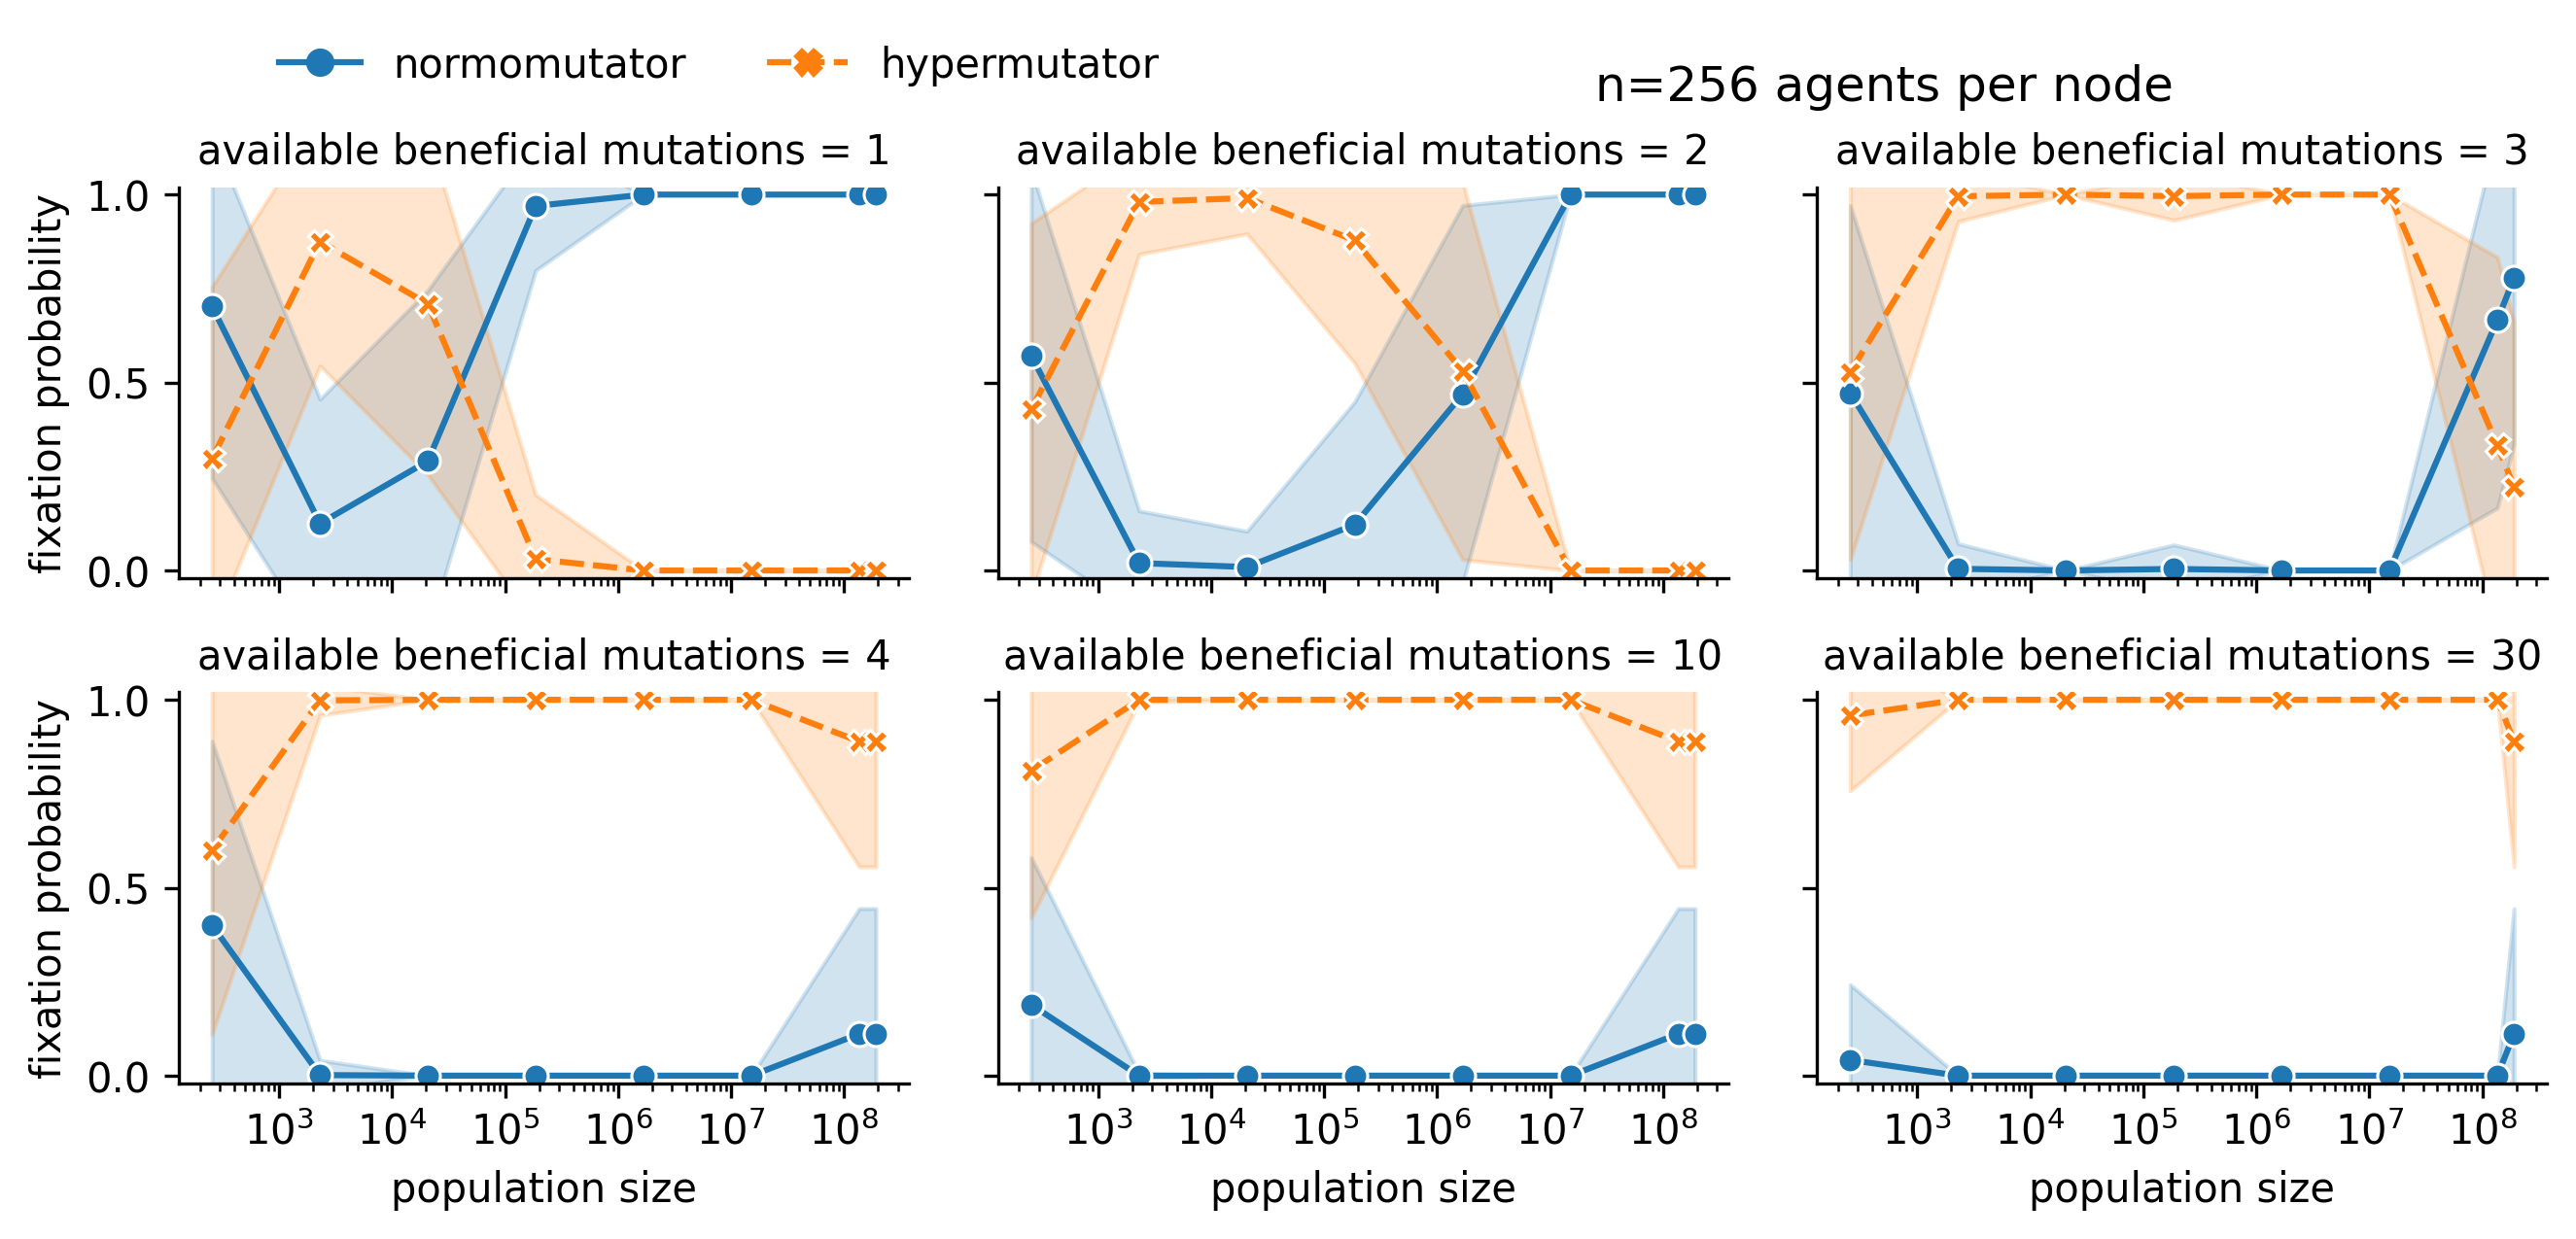 normomutator
hypermutator
n=256 agents per node
available beneficial mutations = 1
available beneficial mutations = 2
available beneficial mutations = 3
fixation probability
1.0
0.5
0.0
available beneficial mutations = 4
available beneficial mutations = 10
available beneficial mutations = 30
fixation probability
1.0
0.5
0.0
10³ 10⁴ 10⁵ 10⁶ 10⁷ 10⁸
10³ 10⁴ 10⁵ 10⁶ 10⁷ 10⁸
10³ 10⁴ 10⁵ 10⁶ 10⁷ 10⁸
population size
population size
population size